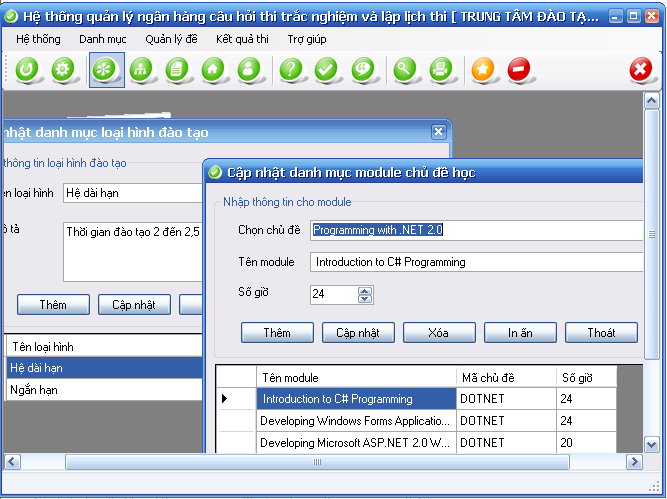 Hệ thống quản lý ngân hàng câu hỏi thi trắc nghiệm và lập lịch thi [ TRUNG TÂM ĐÀO TẠ...
Hệ thống Danh mục Quản lý đề Kết quả thi Trợ giúp
nhật danh mục loại hình đào tạo
thông tin loại hình đào tạo
ên loại hình Hệ dài hạn
ô tả Thời gian đào tạo 2 đến 2,5
Thêm Cập nhật
Tên loại hình
Hệ dài hạn
Ngắn hạn
Cập nhật danh mục module chủ đề học
Nhập thông tin cho module
Chọn chủ đề Programming with .NET 2.0
Tên module Introduction to C# Programming
Số giờ 24
Thêm Cập nhật Xóa In ấn Thoát
Tên module Mã chủ đề Số giờ
Introduction to C# Programming DOTNET 24
Developing Windows Forms Applicatio... DOTNET 24
Developing Microsoft ASP.NET 2.0 W... DOTNET 20